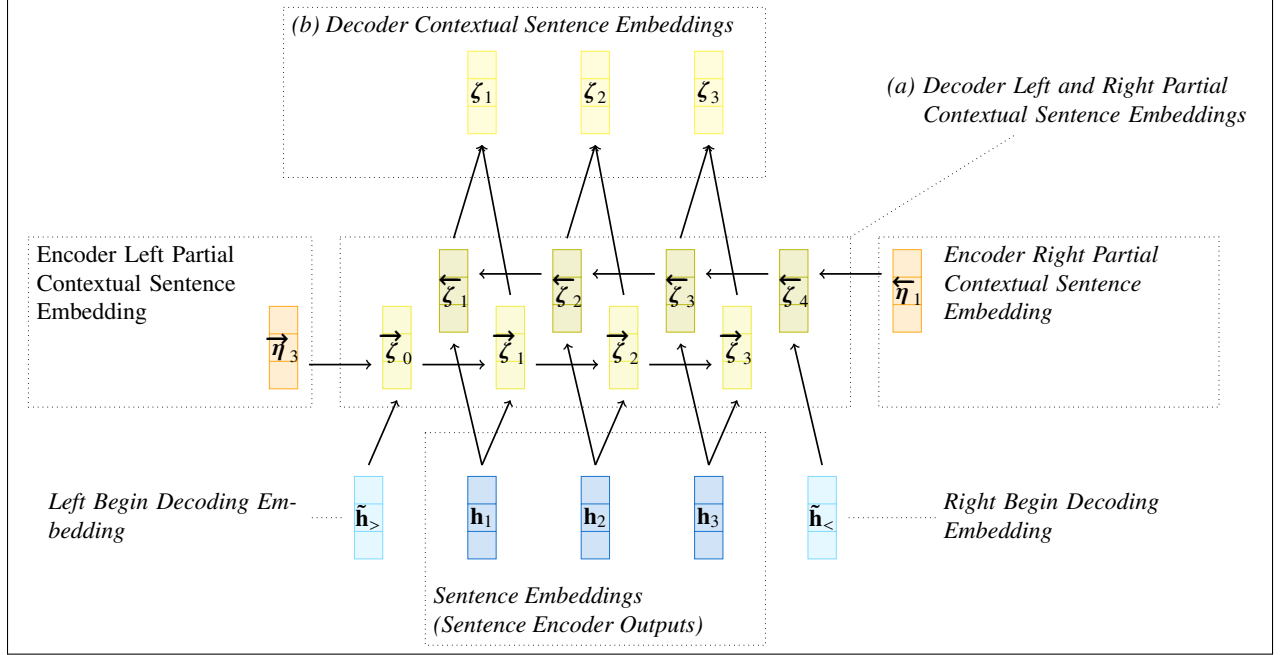 (b) Decoder Contextual Sentence Embeddings
ζ₁ ζ₂ ζ₃
(a) Decoder Left and Right Partial
Contextual Sentence Embeddings
Encoder Left Partial
Contextual Sentence
Embedding
ζ⃖₁ ζ⃖₂ ζ⃖₃ ζ⃖₄ η⃖₁
Encoder Right Partial
Contextual Sentence
Embedding
η⃗₃ ζ⃗₀ ζ⃗₁ ζ⃗₂ ζ⃗₃
Left Begin Decoding Em-
bedding
h̃> h₁ h₂ h₃ h̃<
Right Begin Decoding
Embedding
Sentence Embeddings
(Sentence Encoder Outputs)